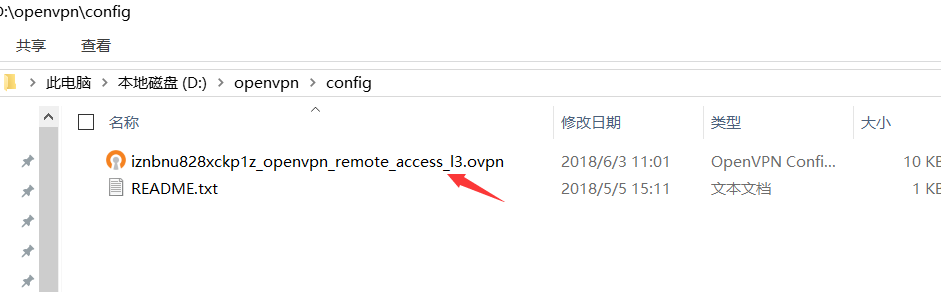 D:\openvpn\config
共享 查看
此电脑 本地磁盘 (D:) openvpn config
名称 修改日期 类型 大小
iznbnu828xckp1z_openvpn_remote_access_l3.ovpn 2018/6/3 11:01 OpenVPN Confi... 10 KB
README.txt 2018/5/5 15:11 文本文档 1 KB